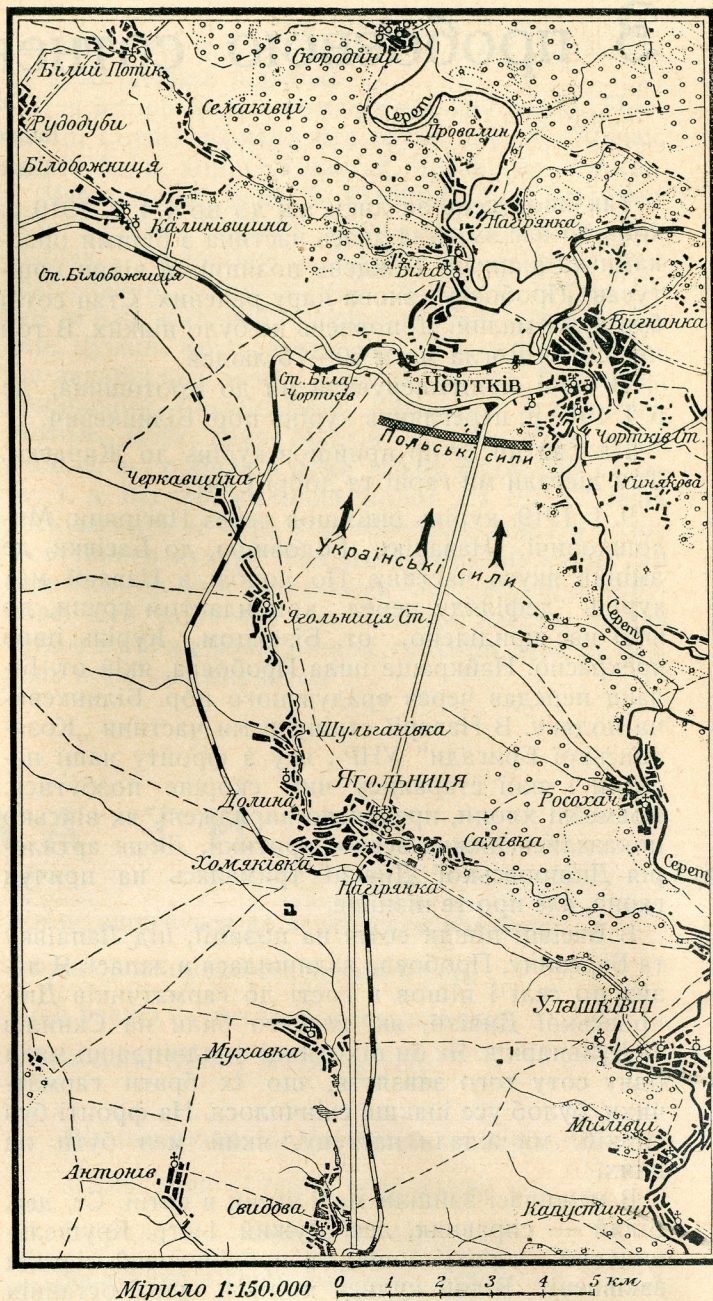 Скородинці
Білий Потік
Серет
Семаківці
Рудодуби
Провалин
Білобожниця
Калинівщина
Нагірянка
Біла
Ст. Білобожниця
Вигнанка
Ст. Біла
-Чортків
Чортків
Польські сили
Чортків Ст.
Черкавщина
Синякова
Українські сили
Ягольниця Ст.
Серет
Шульганівка
Ягольниця
Долина
Росохач
Салівка
Хомяківка
Серет
Нагірянка
Улашківці
Мухавка
Милівці
Антонів
Свидова
Капустинці
Мірило 1:150.000 0 1 2 3 4 5 км